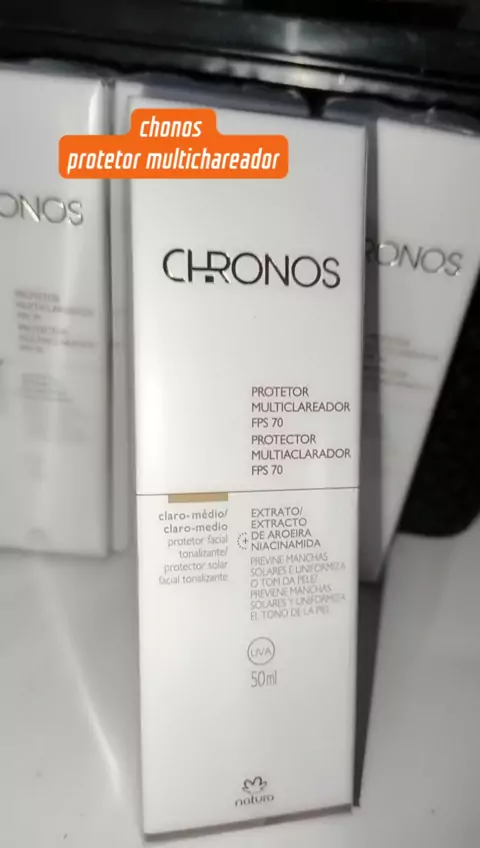 chonos
protetor multichareador
ONOS
CHRONOS
RONOS
PROTETOR
MULTICLAREADOR
FPS 70
PROTECTOR
MULTIACLARADOR
FPS 70
claro-médio/
claro-medio
protetor facial
tonalizante/
protector solar
facial tonalizante
EXTRATO/
EXTRACTO
DE AROEIRA
+ NIACINAMIDA
PREVINE MANCHAS
SOLARES E UNIFORMIZA
O TOM DA PELE/
PREVIENE MANCHAS
SOLARES Y UNIFORMIZA
EL TONO DE LA PIEL
UVA
50ml
natura